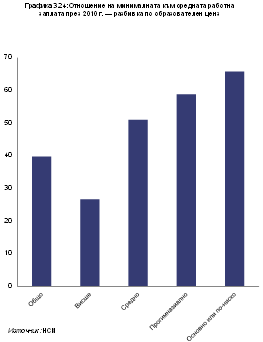 Графика 3.24: Отношение на минималната към средната работна
заплата през 2010 г. — разбивка по образователен ценз
70
60
50
40
30
20
10
0
Общо
Висше
Средно
Прогимназиално
Основно или по-ниско
Източник: НСИ